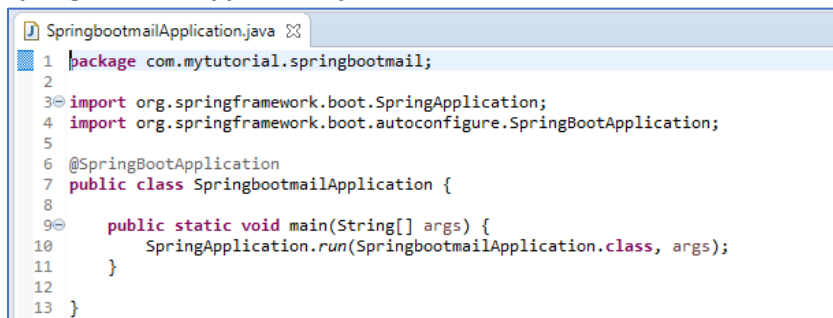 SpringbootmailApplication.java
1 package com.mytutorial.springbootmail;
2
3 import org.springframework.boot.SpringApplication;
4 import org.springframework.boot.autoconfigure.SpringBootApplication;
5
6 @SpringBootApplication
7 public class SpringbootmailApplication {
8
9 public static void main(String[] args) {
10 SpringApplication.run(SpringbootmailApplication.class, args);
11 }
12
13 }